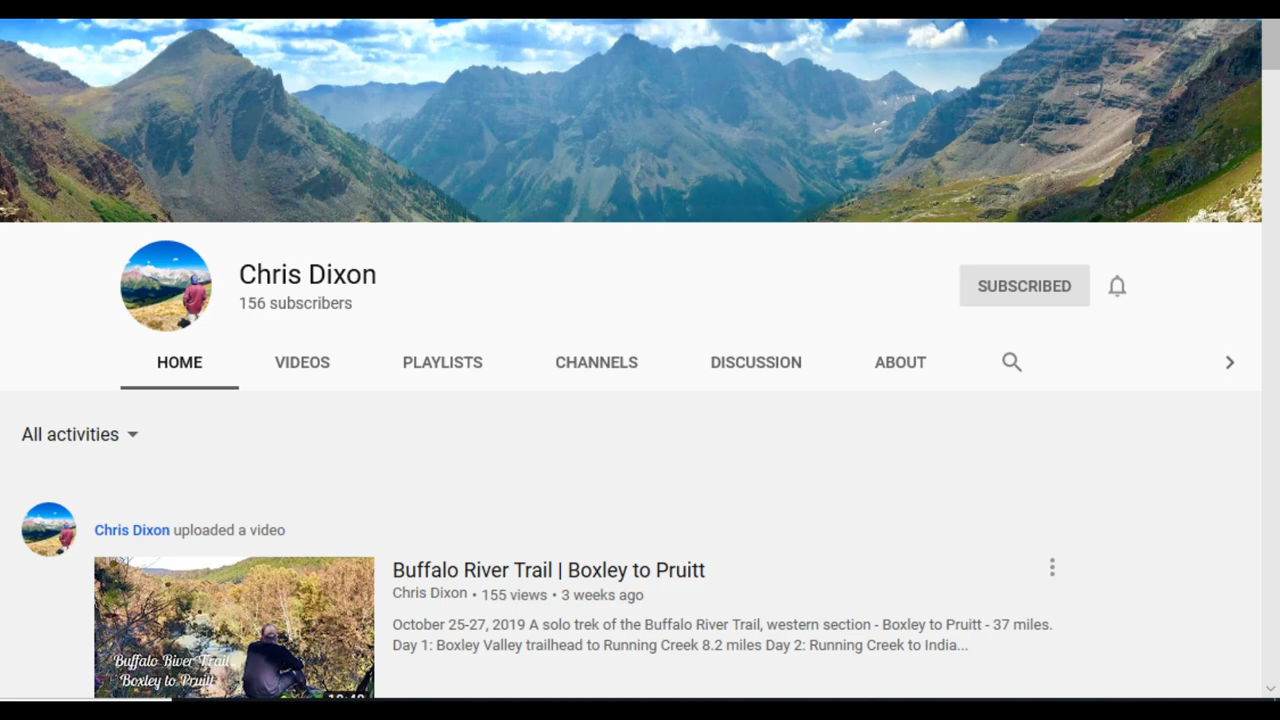 Chris Dixon
156 subscribers
SUBSCRIBED
HOME VIDEOS PLAYLISTS CHANNELS DISCUSSION ABOUT
All activities
Chris Dixon uploaded a video
Buffalo River Trail | Boxley to Pruitt
Chris Dixon • 155 views • 3 weeks ago
October 25-27, 2019 A solo trek of the Buffalo River Trail, western section - Boxley to Pruitt - 37 miles.
Day 1: Boxley Valley trailhead to Running Creek 8.2 miles Day 2: Running Creek to India...
Buffalo River Trail
Boxley to Pruitt